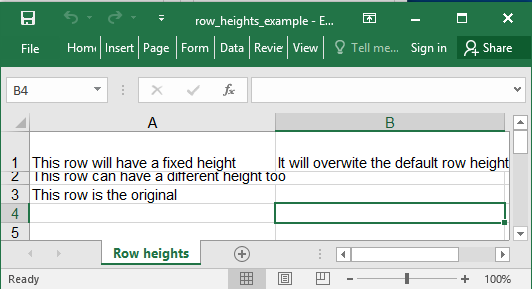 row_heights_example - E...
File Home Insert Page Form Data Revie View Tell me... Sign in Share
B4 fx
A B
1 This row will have a fixed height It will overwite the default row height
2 This row can have a different height too
3 This row is the original
4
5
Row heights
Ready 100%